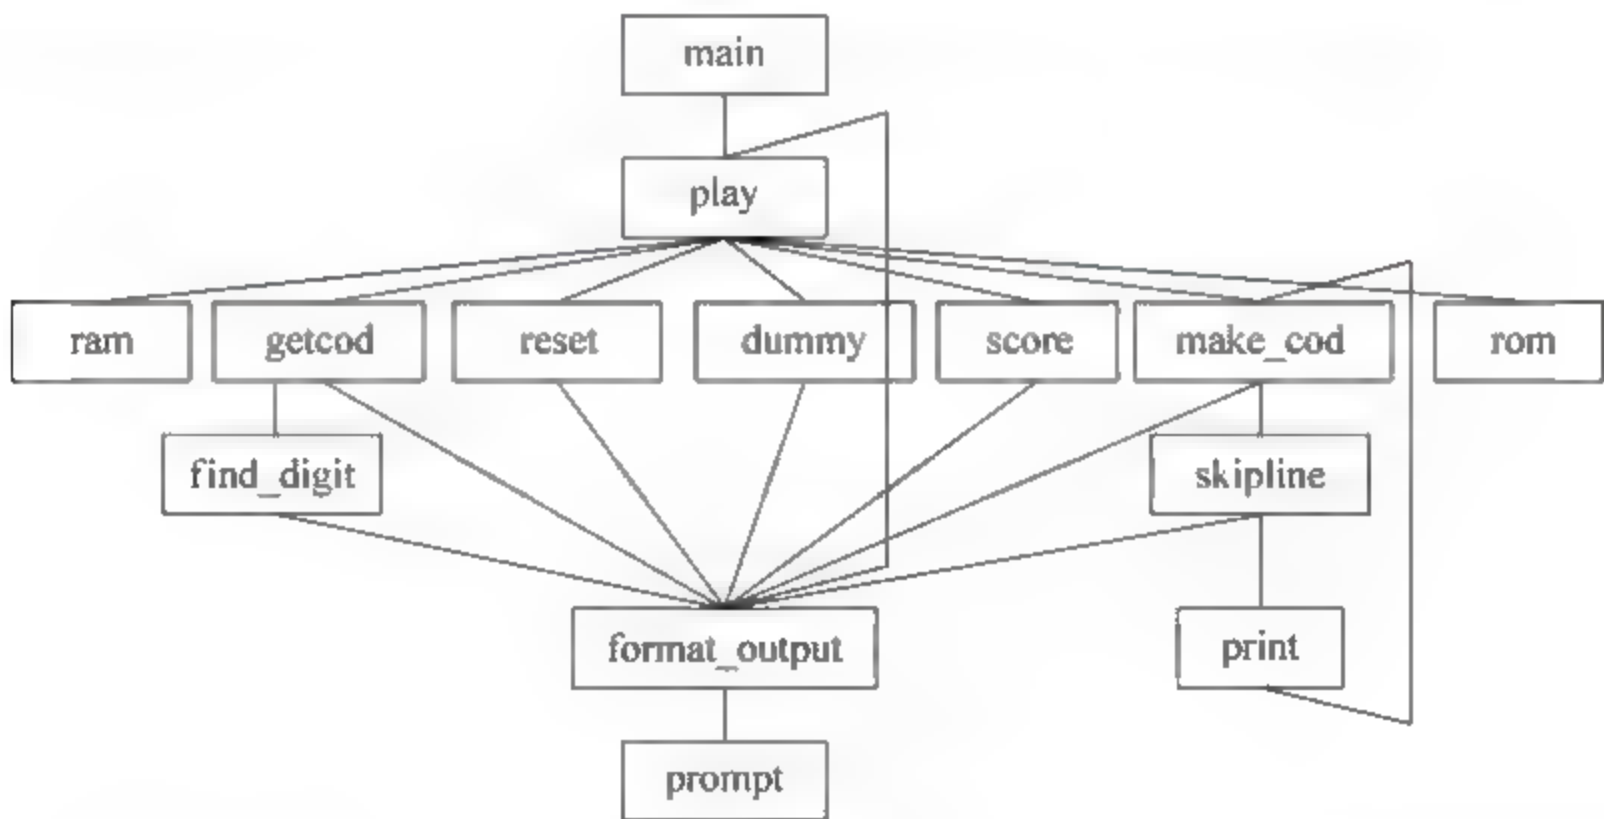 main
play
ram getcod reset dummy score make_cod rom
find_digit skipline
format_output print
prompt